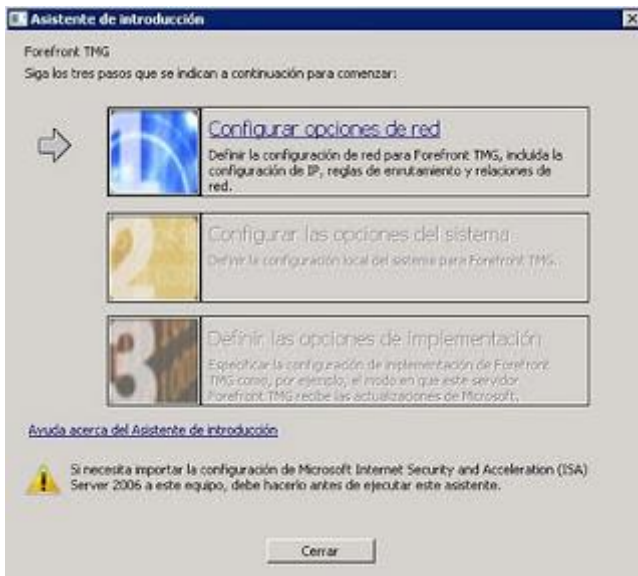 Asistente de introducción
Forefront TMG
Siga los tres pasos que se indican a continuación para comenzar:
1
Configurar opciones de red
Definir la configuración de red para Forefront TMG, incluida la
configuración de IP, reglas de enrutamiento y relaciones de
red.
2
Configurar las opciones del sistema
Definir la configuración local del sistema para Forefront TMG.
3
Definir las opciones de implementación
Especificar la configuración de implementación de Forefront
TMG como, por ejemplo, el modo en que este servidor
Forefront TMG recibe las actualizaciones de Microsoft.
Ayuda acerca del Asistente de introducción
Si necesita importar la configuración de Microsoft Internet Security and Acceleration (ISA)
Server 2006 a este equipo, debe hacerlo antes de ejecutar este asistente.
Cerrar